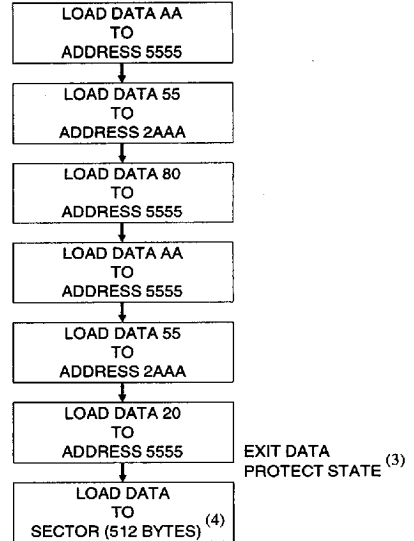 LOAD DATA AA
TO
ADDRESS 5555
LOAD DATA 55
TO
ADDRESS 2AAA
LOAD DATA 80
TO
ADDRESS 5555
LOAD DATA AA
TO
ADDRESS 5555
LOAD DATA 55
TO
ADDRESS 2AAA
LOAD DATA 20
TO
ADDRESS 5555
EXIT DATA
PROTECT STATE (3)
LOAD DATA
TO
SECTOR (512 BYTES) (4)